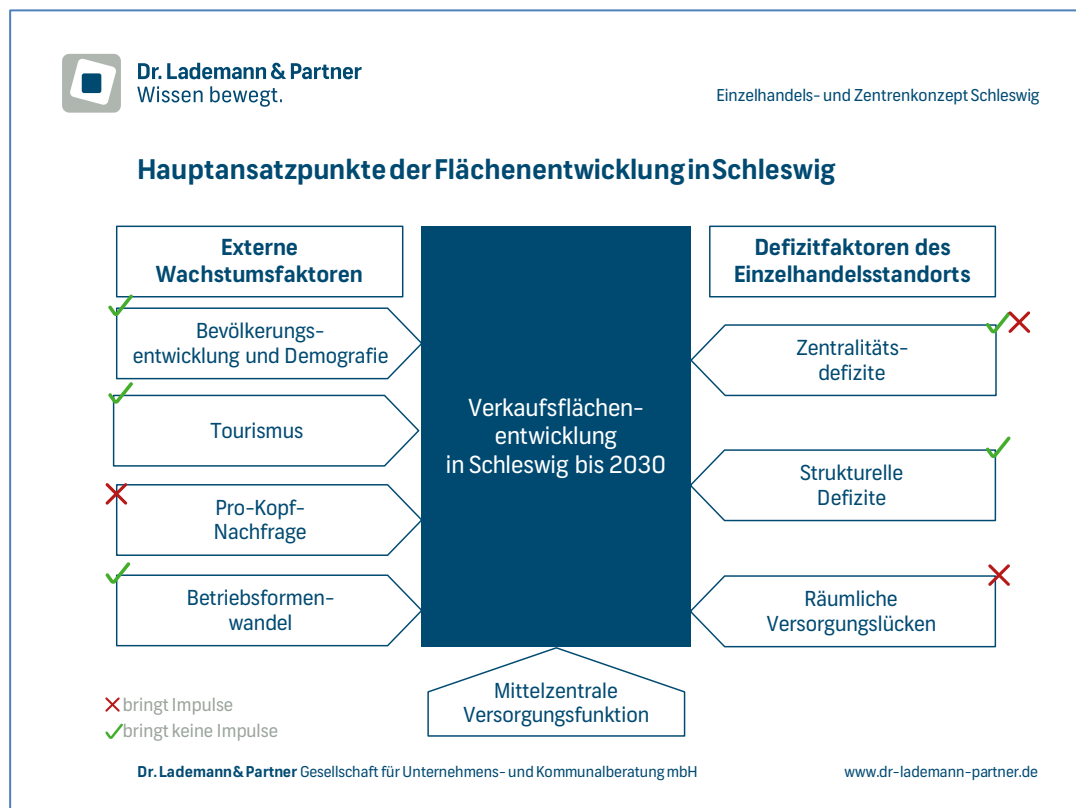 Dr. Lademann & Partner
Wissen bewegt.
Einzelhandels- und Zentrenkonzept Schleswig
Hauptansatzpunkte der Flächenentwicklung in Schleswig
Externe
Wachstumsfaktoren
Bevölkerungs-
entwicklung und Demografie
Tourismus
Pro-Kopf-
Nachfrage
Betriebsformen-
wandel
Verkaufsflächen-
entwicklung
in Schleswig bis 2030
Defizitfaktoren des
Einzelhandelsstandorts
Zentralitäts-
defizite
Strukturelle
Defizite
Räumliche
Versorgungslücken
Mittelzentrale
Versorgungsfunktion
bringt Impulse
bringt keine Impulse
Dr. Lademann & Partner Gesellschaft für Unternehmens- und Kommunalberatung mbH
www.dr-lademann-partner.de